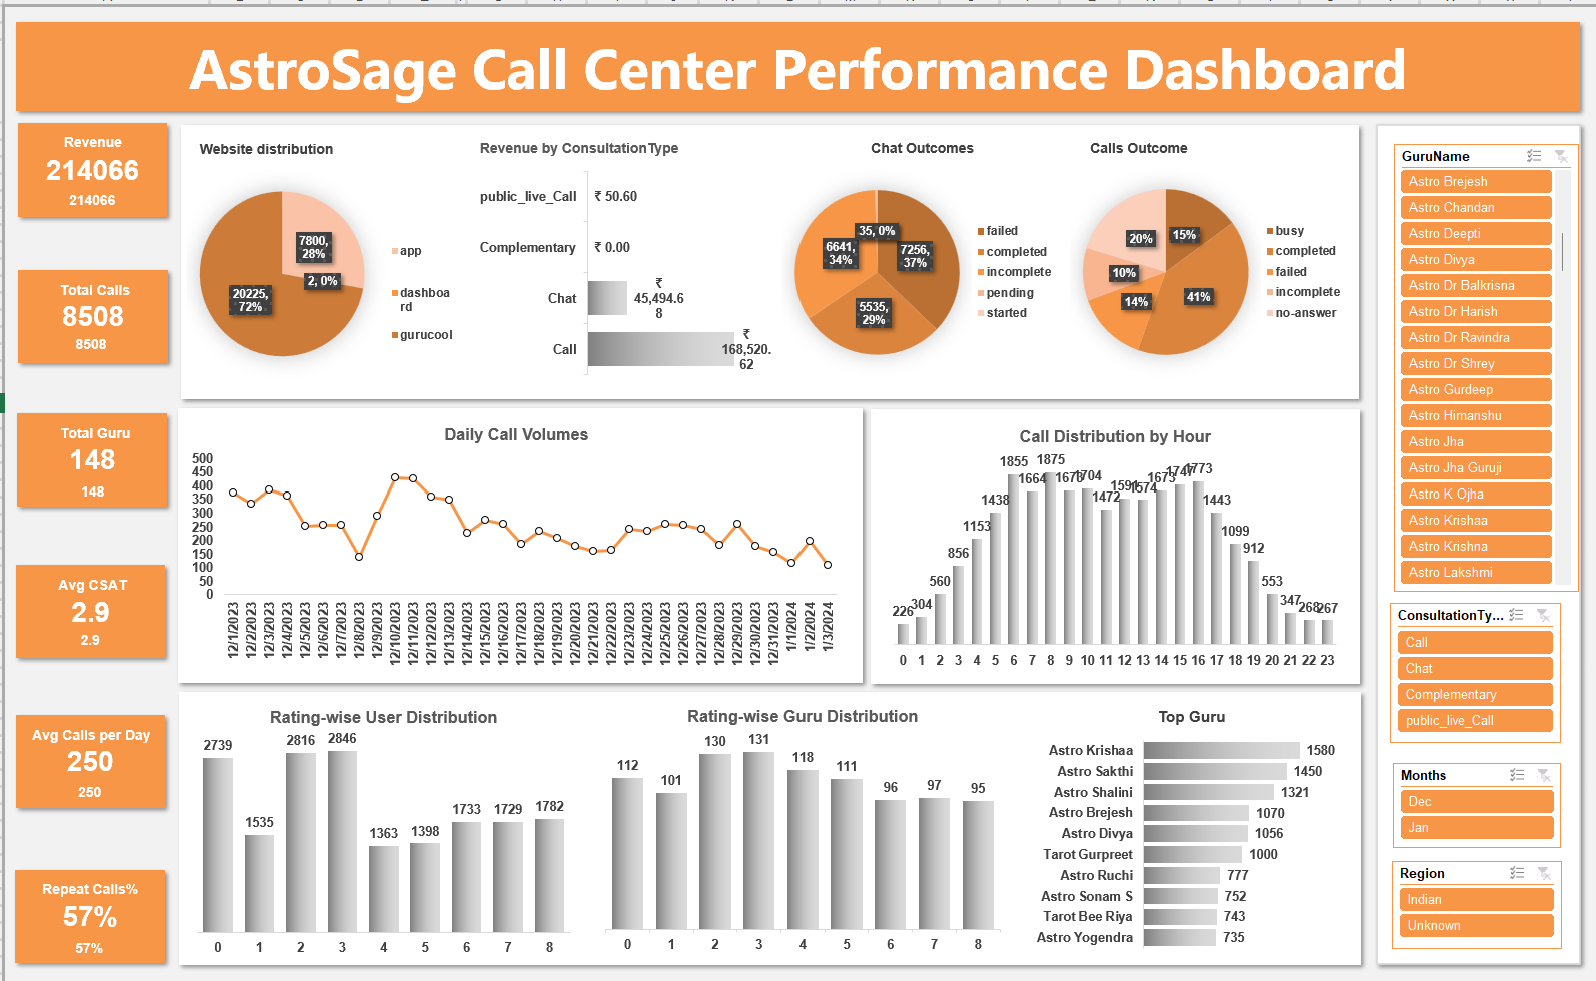 AstroSage Call Center Performance Dashboard
Revenue
214066
214066
Total Calls
8508
8508
Total Guru
148
148
Avg CSAT
2.9
2.9
Avg Calls per Day
250
250
Repeat Calls%
57%
57%
Website distribution
7800,
28%
2, 0%
20225,
72%
app
dashboa
rd
gurucool
Revenue by ConsultationType
public_live_Call
₹ 50.60
Complementary
₹ 0.00
Chat
₹
45,494.6
8
Call
₹
168,520.
62
Chat Outcomes
35, 0%
6641,
34%
7256,
37%
5535,
29%
failed
completed
incomplete
pending
started
Calls Outcome
20%
15%
10%
14%
41%
busy
completed
failed
incomplete
no-answer
Daily Call Volumes
500
450
400
350
300
250
200
150
100
50
0
12/1/2023
12/2/2023
12/3/2023
12/4/2023
12/5/2023
12/6/2023
12/7/2023
12/8/2023
12/9/2023
12/10/2023
12/11/2023
12/12/2023
12/13/2023
12/14/2023
12/15/2023
12/16/2023
12/17/2023
12/18/2023
12/19/2023
12/20/2023
12/21/2023
12/22/2023
12/23/2023
12/24/2023
12/25/2023
12/26/2023
12/27/2023
12/28/2023
12/29/2023
12/30/2023
12/31/2023
1/1/2024
1/2/2024
1/3/2024
Call Distribution by Hour
226
304
560
856
1153
1438
1855
1664
1875
1704
1472
1574
1673
1773
1443
1099
912
553
347
268
267
0 1 2 3 4 5 6 7 8 9 10 11 12 13 14 15 16 17 18 19 20 21 22 23
Rating-wise User Distribution
2739
1535
2816
2846
1363
1398
1733
1729
1782
0 1 2 3 4 5 6 7 8
Rating-wise Guru Distribution
112
101
130
131
118
111
96
97
95
0 1 2 3 4 5 6 7 8
Top Guru
Astro Krishaa 1580
Astro Sakthi 1450
Astro Shalini 1321
Astro Brejesh 1070
Astro Divya 1056
Tarot Gurpreet 1000
Astro Ruchi 777
Astro Sonam S 752
Tarot Bee Riya 743
Astro Yogendra 735
GuruName
Astro Brejesh
Astro Chandan
Astro Deepti
Astro Divya
Astro Dr Balkrisna
Astro Dr Harish
Astro Dr Ravindra
Astro Dr Shrey
Astro Gurdeep
Astro Himanshu
Astro Jha
Astro Jha Guruji
Astro K Ojha
Astro Krishaa
Astro Krishna
Astro Lakshmi
ConsultationTy...
Call
Chat
Complementary
public_live_Call
Months
Dec
Jan
Region
Indian
Unknown